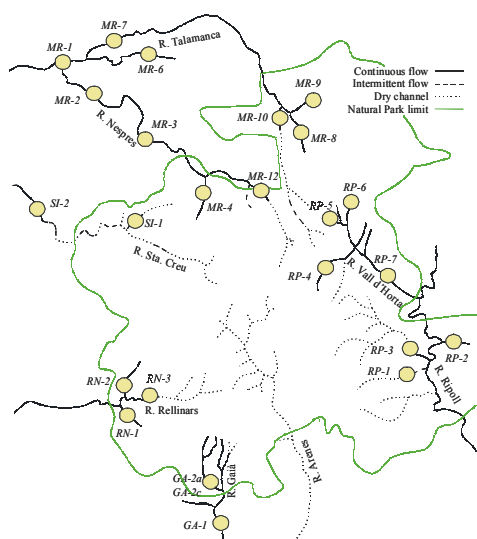 MR-7
R. Talamanca
MR-1
MR-6
Continuous flow
Intermittent flow
Dry channel
Natural Park limit
MR-9
MR-2
MR-10
R. Nespres
MR-3
MR-8
MR-12
RP-6
SI-2
MR-4
RP-5
SI-1
R. Sta. Creu
RP-7
RP-4
R. Vall d'Horta
RP-3
RP-2
RN-2
RN-3
RP-1
R. Rellinars
R. Ripoll
RN-1
GA-2a
R. Gaià
R. Arenes
GA-2c
GA-1